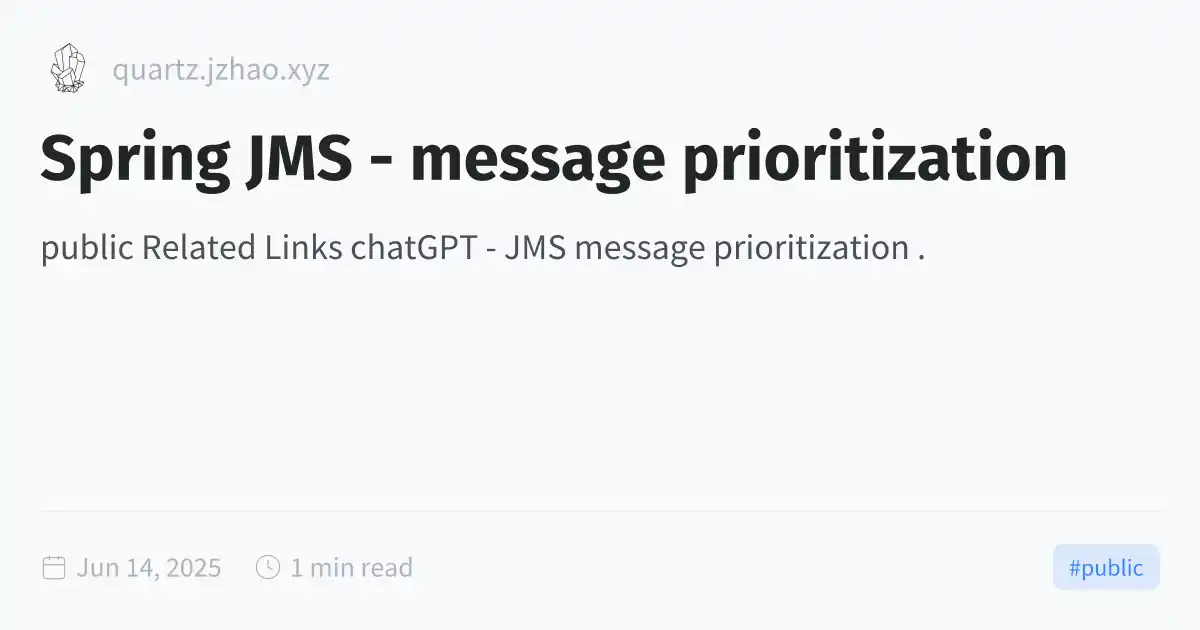 quartz.jzhao.xyz
Spring JMS - message prioritization
public Related Links chatGPT - JMS message prioritization .
Jun 14, 2025 1 min read #public